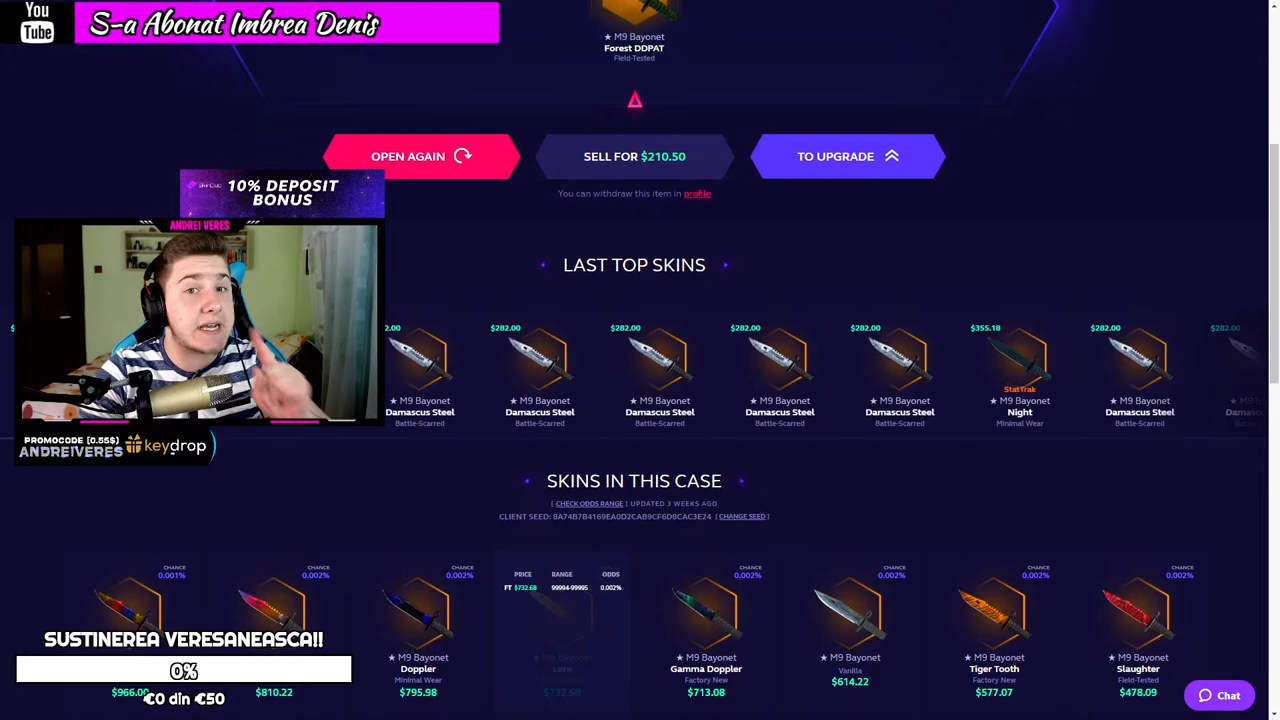 You
Tube
S-a Abonat Imbrea Denis
★ M9 Bayonet
Forest DDPAT
Field-Tested
OPEN AGAIN
SELL FOR $210.50
TO UPGRADE
You can withdraw this item in profile
10% DEPOSIT
BONUS
ANDREI VERES
LAST TOP SKINS
$282.00
$282.00
$282.00
$282.00
$355.18
$282.00
$282.00
StatTrak
★ M9 Bayonet
Damascus Steel
Battle-Scarred
★ M9 Bayonet
Damascus Steel
Battle-Scarred
★ M9 Bayonet
Damascus Steel
Battle-Scarred
★ M9 Bayonet
Damascus Steel
Battle-Scarred
★ M9 Bayonet
Damascus Steel
Battle-Scarred
★ M9 Bayonet
Night
Minimal Wear
★ M9 Bayonet
Damascus Steel
Battle-Scarred
PROMOCODE [0.55$]
ANDREIVERES
keydrop
SKINS IN THIS CASE
[ CHECK ODDS RANGE ] UPDATED 3 WEEKS AGO
CLIENT SEED: 8A74B7B4169EA0D2CAB9CF6D8CAC3E24 [ CHANGE SEED ]
CHANCE
0.001%
CHANCE
0.002%
CHANCE
0.002%
PRICE RANGE ODDS
FT $732.68 99994-99995 0.002%
CHANCE
0.002%
CHANCE
0.002%
CHANCE
0.002%
CHANCE
0.002%
SUSTINEREA VERESANEASCA!!
0%
€0 din €50
$966.00
$810.22
★ M9 Bayonet
Doppler
Minimal Wear
$795.98
★ M9 Bayonet
Lore
$732.68
★ M9 Bayonet
Gamma Doppler
Factory New
$713.08
★ M9 Bayonet
Vanilla
$614.22
★ M9 Bayonet
Tiger Tooth
Factory New
$577.07
★ M9 Bayonet
Slaughter
Field-Tested
$478.09
Chat